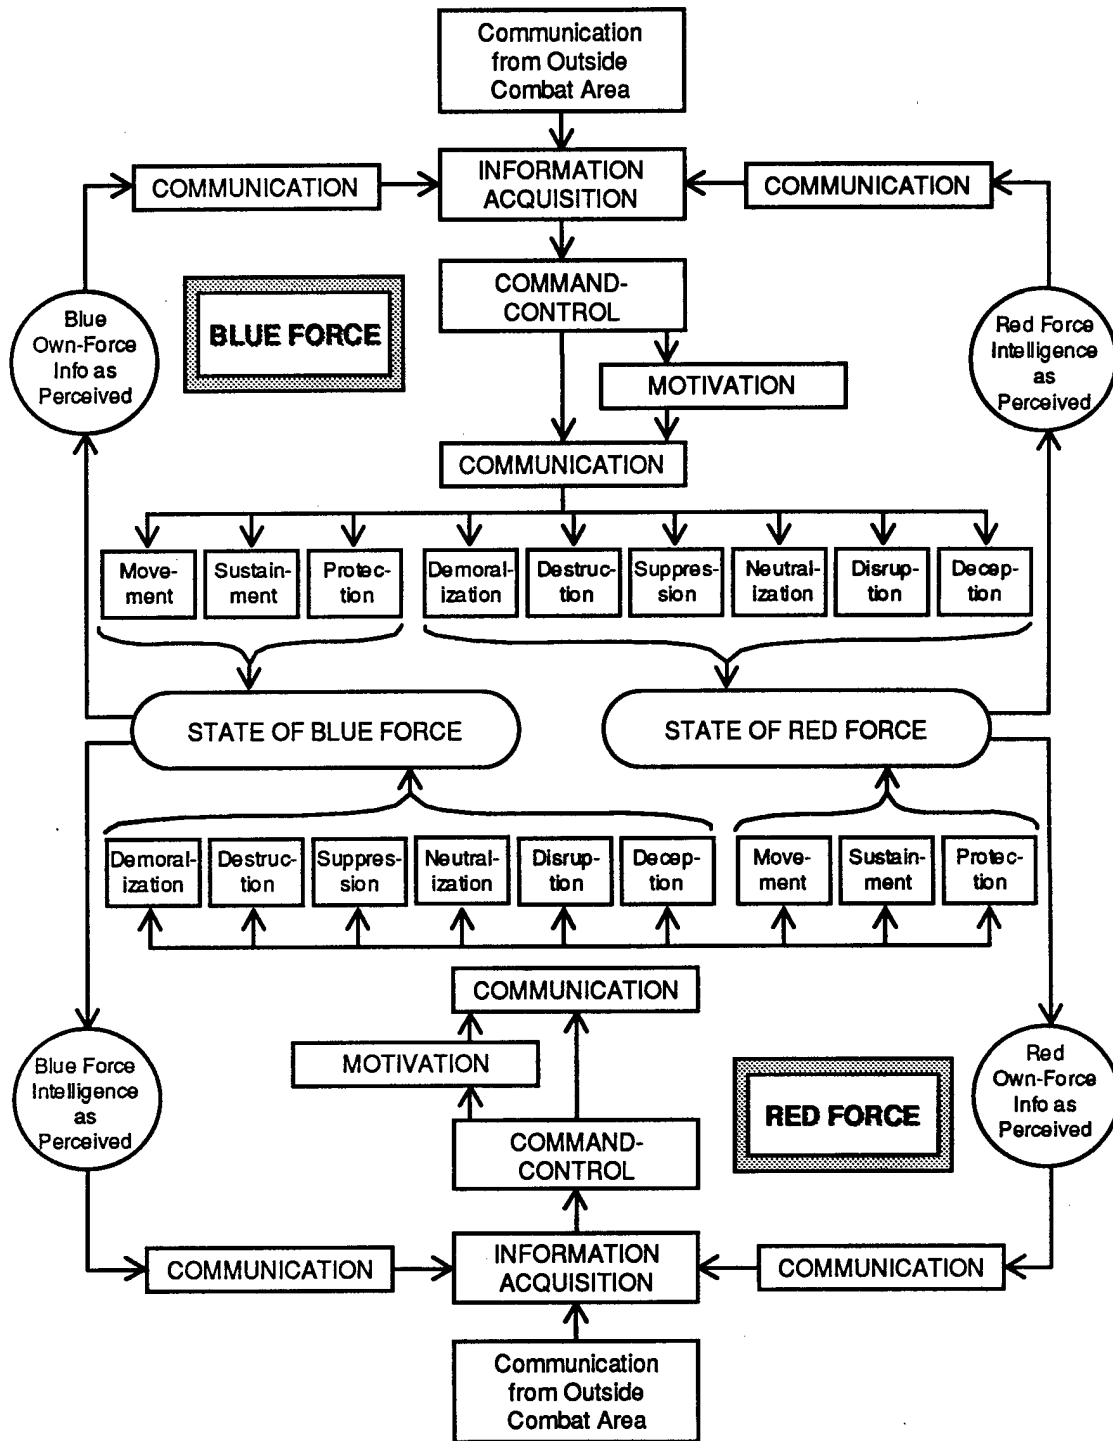 Communication
from Outside
Combat Area
INFORMATION
ACQUISITION
COMMUNICATION
COMMUNICATION
COMMAND-
CONTROL
BLUE FORCE
Blue
Own-Force
Info as
Perceived
Red Force
Intelligence
as
Perceived
MOTIVATION
COMMUNICATION
Move-
ment
Sustain-
ment
Protec-
tion
Demoral-
ization
Destruc-
tion
Suppres-
sion
Neutral-
ization
Disrup-
tion
Decep-
tion
STATE OF BLUE FORCE
STATE OF RED FORCE
Demoral-
ization
Destruc-
tion
Suppres-
sion
Neutral-
ization
Disrup-
tion
Decep-
tion
Move-
ment
Sustain-
ment
Protec-
tion
COMMUNICATION
MOTIVATION
Blue Force
Intelligence
as
Perceived
RED FORCE
Red
Own-Force
Info as
Perceived
COMMAND-
CONTROL
COMMUNICATION
INFORMATION
ACQUISITION
COMMUNICATION
Communication
from Outside
Combat Area